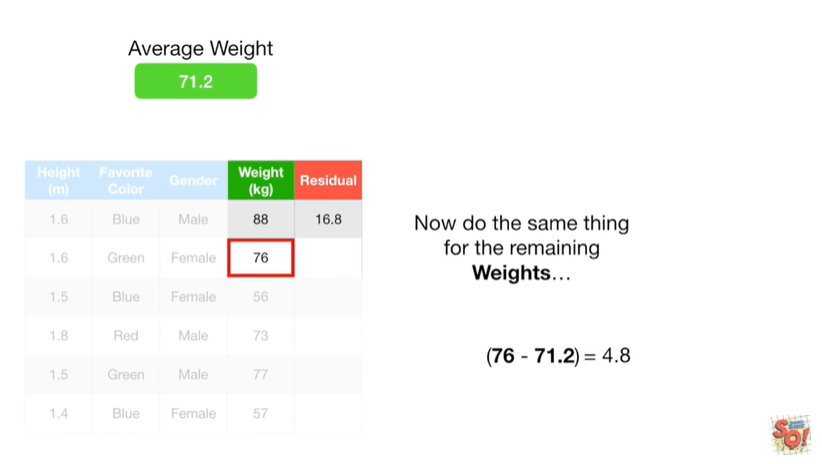 Average Weight
71.2
Height (m) Favorite Color Gender Weight (kg) Residual
1.6 Blue Male 88 16.8
1.6 Green Female 76
1.5 Blue Female 56
1.8 Red Male 73
1.5 Green Male 77
1.4 Blue Female 57
Now do the same thing
for the remaining
Weights…
(76 - 71.2) = 4.8
SO!